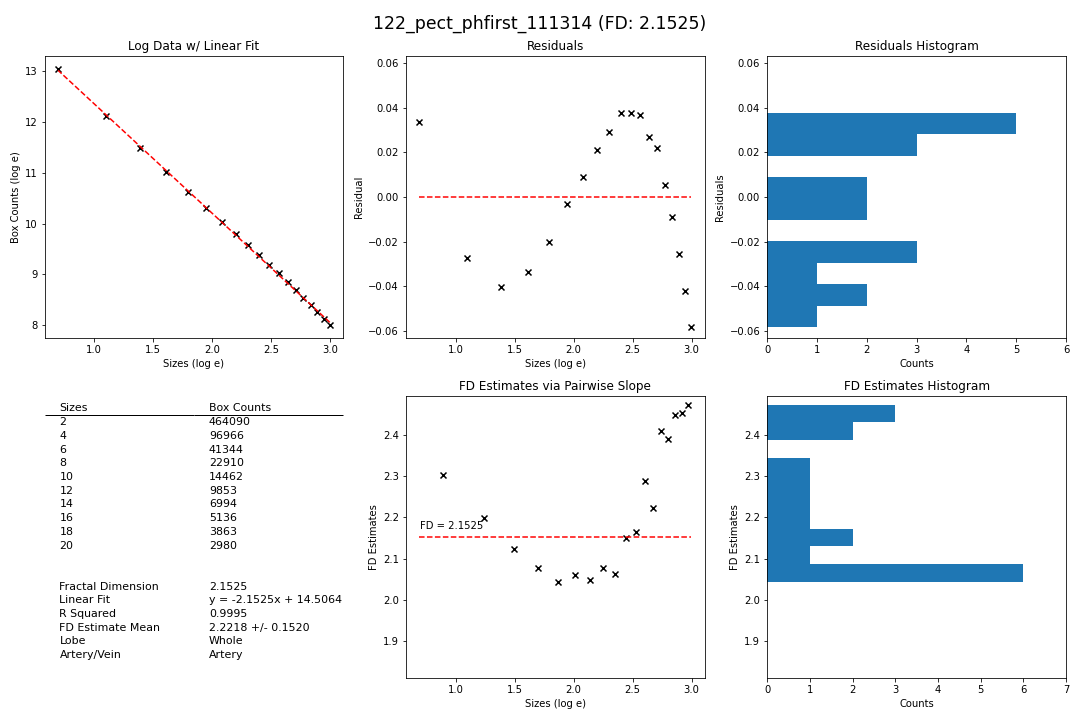 122_pect_phfirst_111314 (FD: 2.1525)
Log Data w/ Linear Fit
Box Counts (log e)
13
12
11
10
9
8
1.0 1.5 2.0 2.5 3.0
Sizes (log e)
Residuals
Residual
0.06
0.04
0.02
0.00
−0.02
−0.04
−0.06
1.0 1.5 2.0 2.5 3.0
Sizes (log e)
Residuals Histogram
Residuals
0.06
0.04
0.02
0.00
−0.02
−0.04
−0.06
0 1 2 3 4 5 6
Counts
Sizes Box Counts
2 464090
4 96966
6 41344
8 22910
10 14462
12 9853
14 6994
16 5136
18 3863
20 2980
Fractal Dimension 2.1525
Linear Fit y = -2.1525x + 14.5064
R Squared 0.9995
FD Estimate Mean 2.2218 +/- 0.1520
Lobe Whole
Artery/Vein Artery
FD Estimates via Pairwise Slope
FD Estimates
2.4
2.3
2.2
2.1
2.0
1.9
FD = 2.1525
1.0 1.5 2.0 2.5 3.0
Sizes (log e)
FD Estimates Histogram
FD Estimates
2.4
2.3
2.2
2.1
2.0
1.9
0 1 2 3 4 5 6 7
Counts